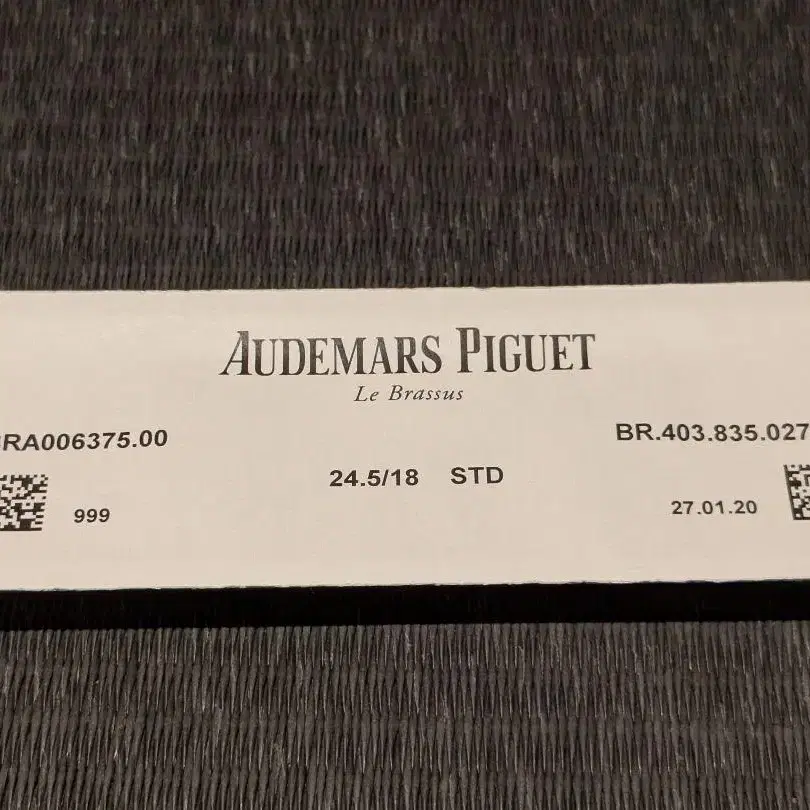 AUDEMARS PIGUET
Le Brassus
RA006375.00
BR.403.835.027
24.5/18 STD
999
27.01.20